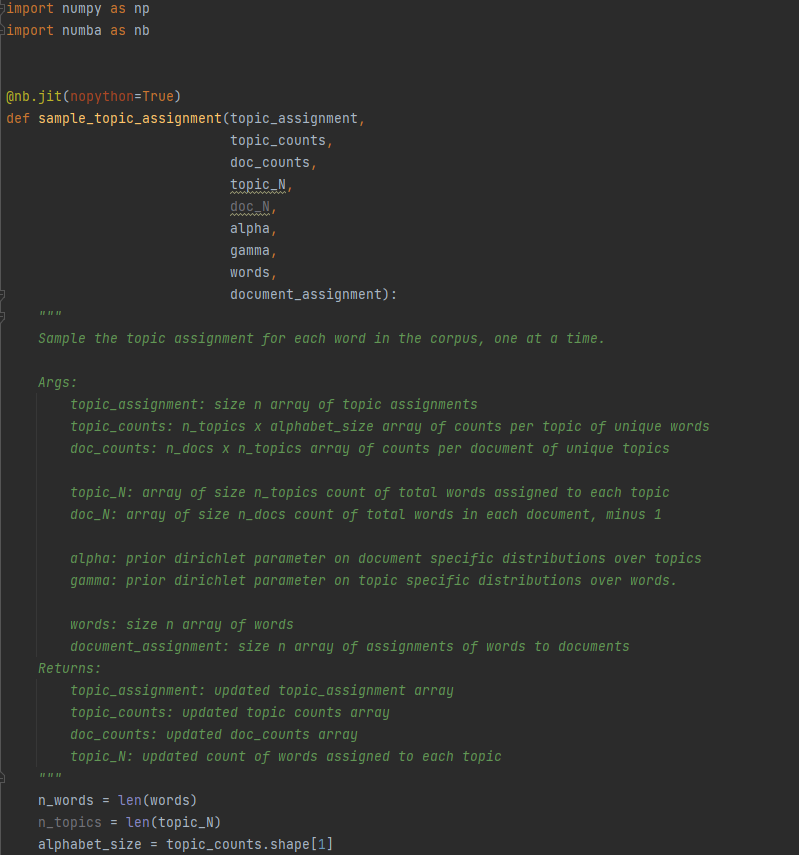 import numpy as np
import numba as nb
@nb.jit(nopython=True)
def sample_topic_assignment(topic_assignment,
topic_counts,
doc_counts,
topic_N,
doc_N,
alpha,
gamma,
words,
document_assignment):
"""
Sample the topic assignment for each word in the corpus, one at a time.
Args:
topic_assignment: size n array of topic assignments
topic_counts: n_topics x alphabet_size array of counts per topic of unique words
doc_counts: n_docs x n_topics array of counts per document of unique topics
topic_N: array of size n_topics count of total words assigned to each topic
doc_N: array of size n_docs count of total words in each document, minus 1
alpha: prior dirichlet parameter on document specific distributions over topics
gamma: prior dirichlet parameter on topic specific distributions over words.
words: size n array of words
document_assignment: size n array of assignments of words to documents
Returns:
topic_assignment: updated topic_assignment array
topic_counts: updated topic counts array
doc_counts: updated doc_counts array
topic_N: updated count of words assigned to each topic
"""
n_words = len(words)
n_topics = len(topic_N)
alphabet_size = topic_counts.shape[1]